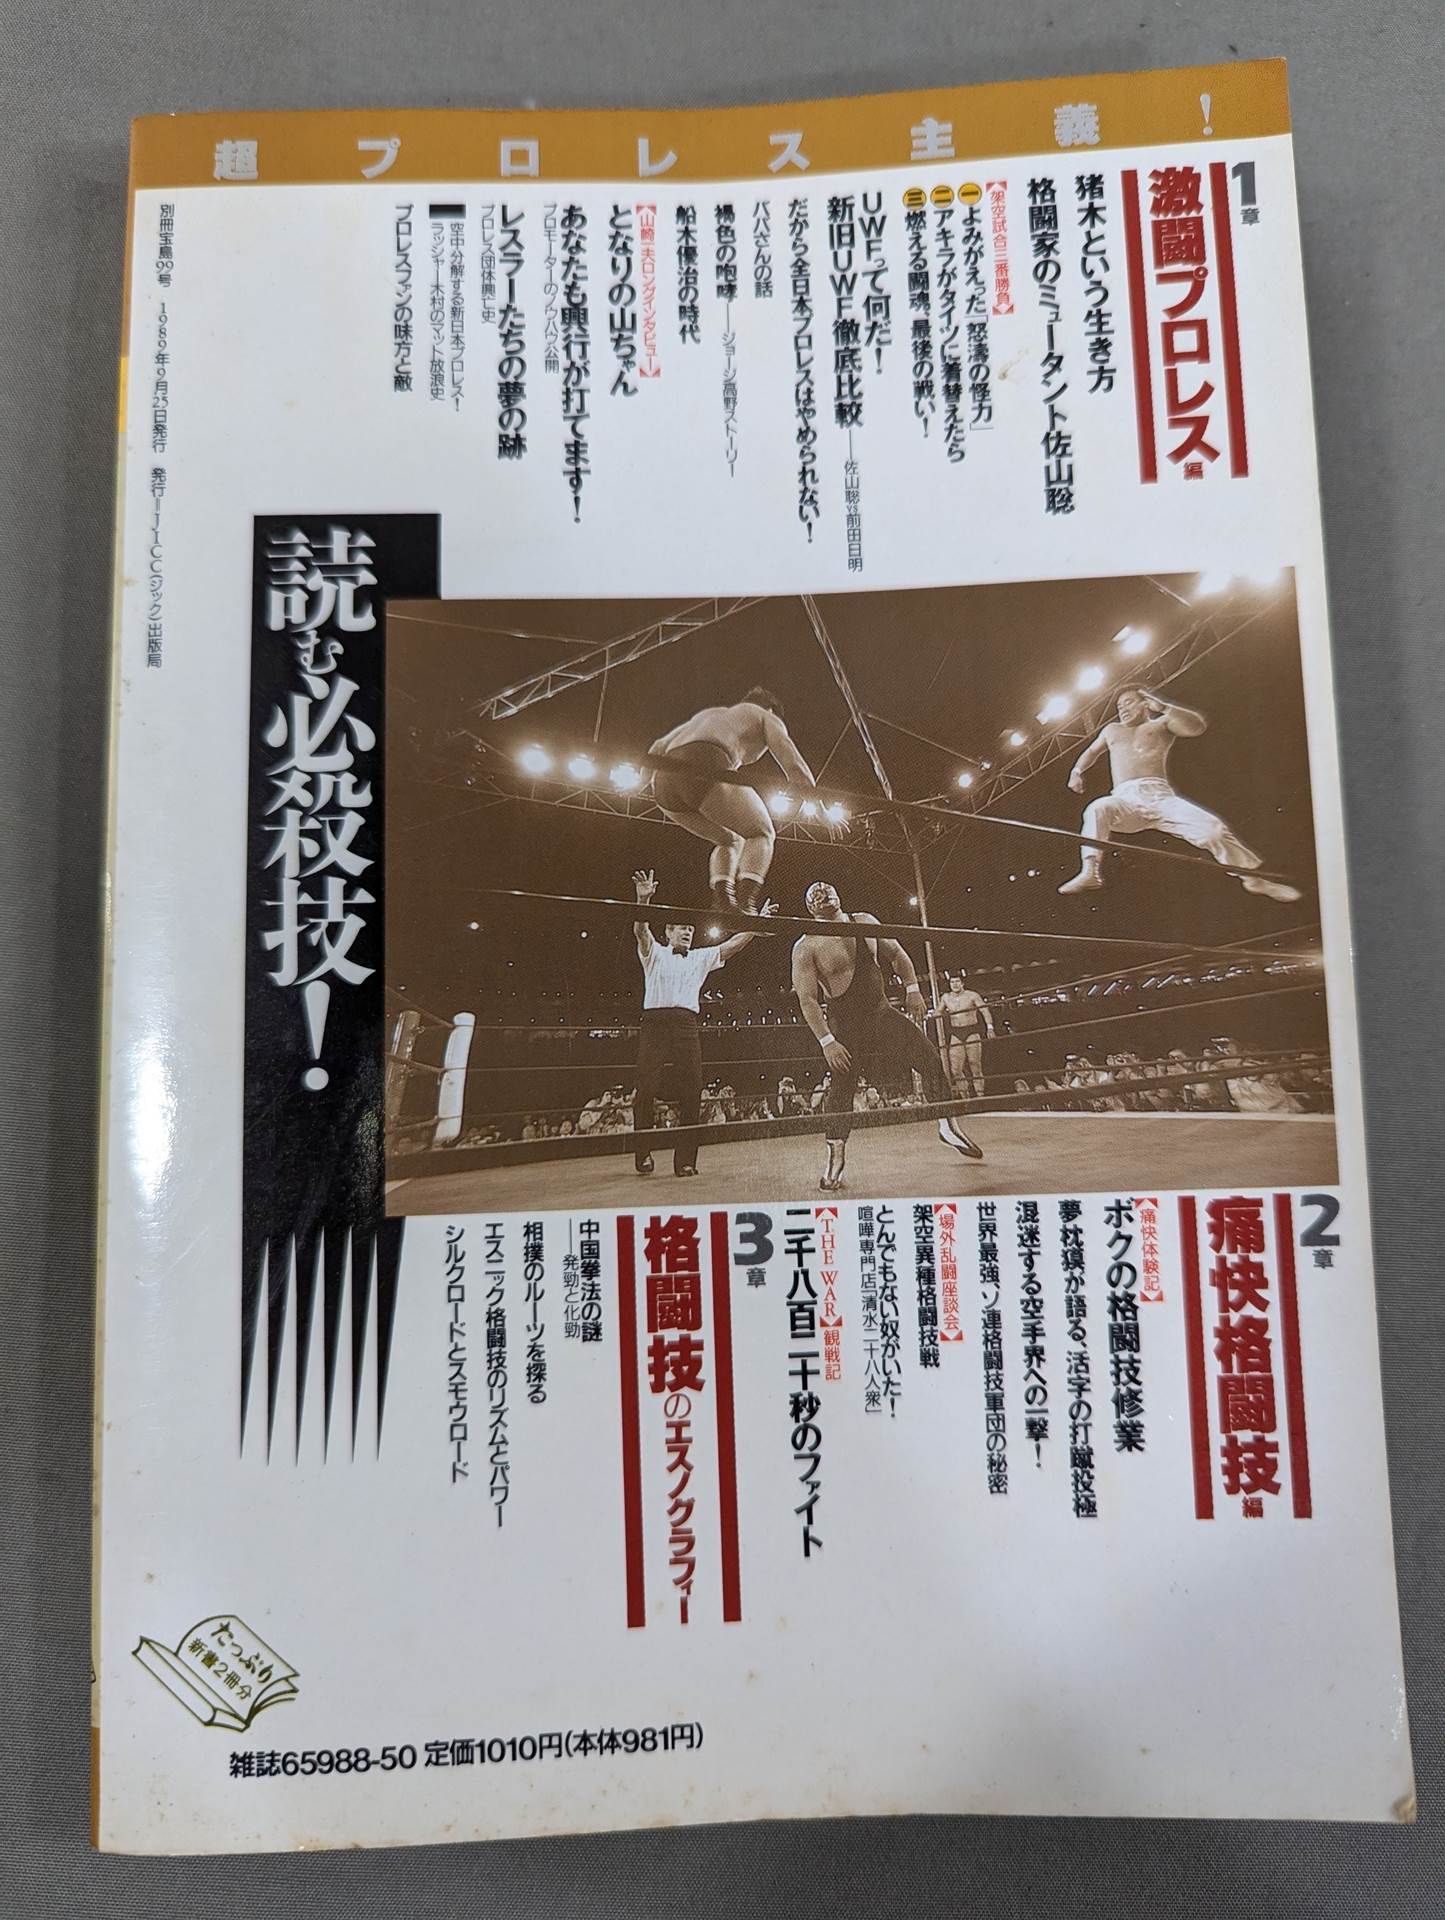 超プロレス主義！
1章
激闘プロレス編
猪木という生き方
格闘家のミュータント佐山聡
【架空試合三番勝負】
一よみがえった「怒濤の怪力」
二アキラがタイツに着替えたら
三燃える闘魂、最後の戦い！
UWFって何だ！
新旧UWF徹底比較――佐山聡vs前田日明
だから全日本プロレスはやめられない！
ババさんの話
褐色の咆哮――ジョージ高野ストーリー
船木優治の時代
【山崎一夫ロングインタビュー】
となりの山ちゃん
あなたも興行が打てます！
プロモーターのノウハウ公開
レスラーたちの夢の跡
プロレス団体興亡史
空中分解する新日本プロレス！
ラッシャー木村のマット放浪史
プロレスファンの味方と敵
別冊宝島99号 1989年9月25日発行 発行＝JICC(ジック)出版局
読む必殺技！
2章
痛快格闘技編
【痛快体験記】
ボクの格闘技修業
夢枕獏が語る、活字の打蹴投極
混迷する空手界への一撃！
世界最強、ソ連格闘技軍団の秘密
【場外乱闘座談会】
架空異種格闘技戦
とんでもない奴がいた！
喧嘩専門店「清水二十八人衆」
【THE WAR】観戦記
二千八百二十秒のファイト
3章
格闘技のエスノグラフィー
中国拳法の謎
――発勁と化勁
相撲のルーツを探る
エスニック格闘技のリズムとパワー
シルクロードとスモウロード
たっぷり
新書2冊分
雑誌65988-50 定価1010円(本体981円)